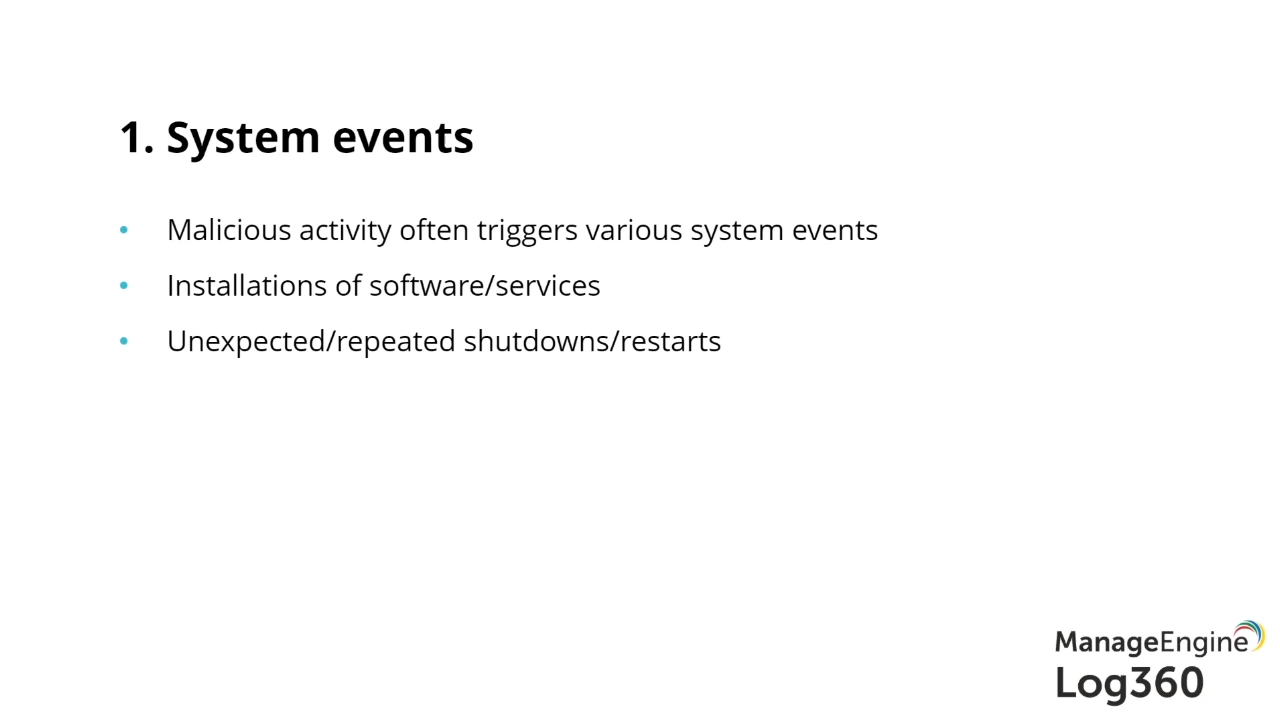 1. System events
• Malicious activity often triggers various system events
• Installations of software/services
• Unexpected/repeated shutdowns/restarts
ManageEngine
Log360